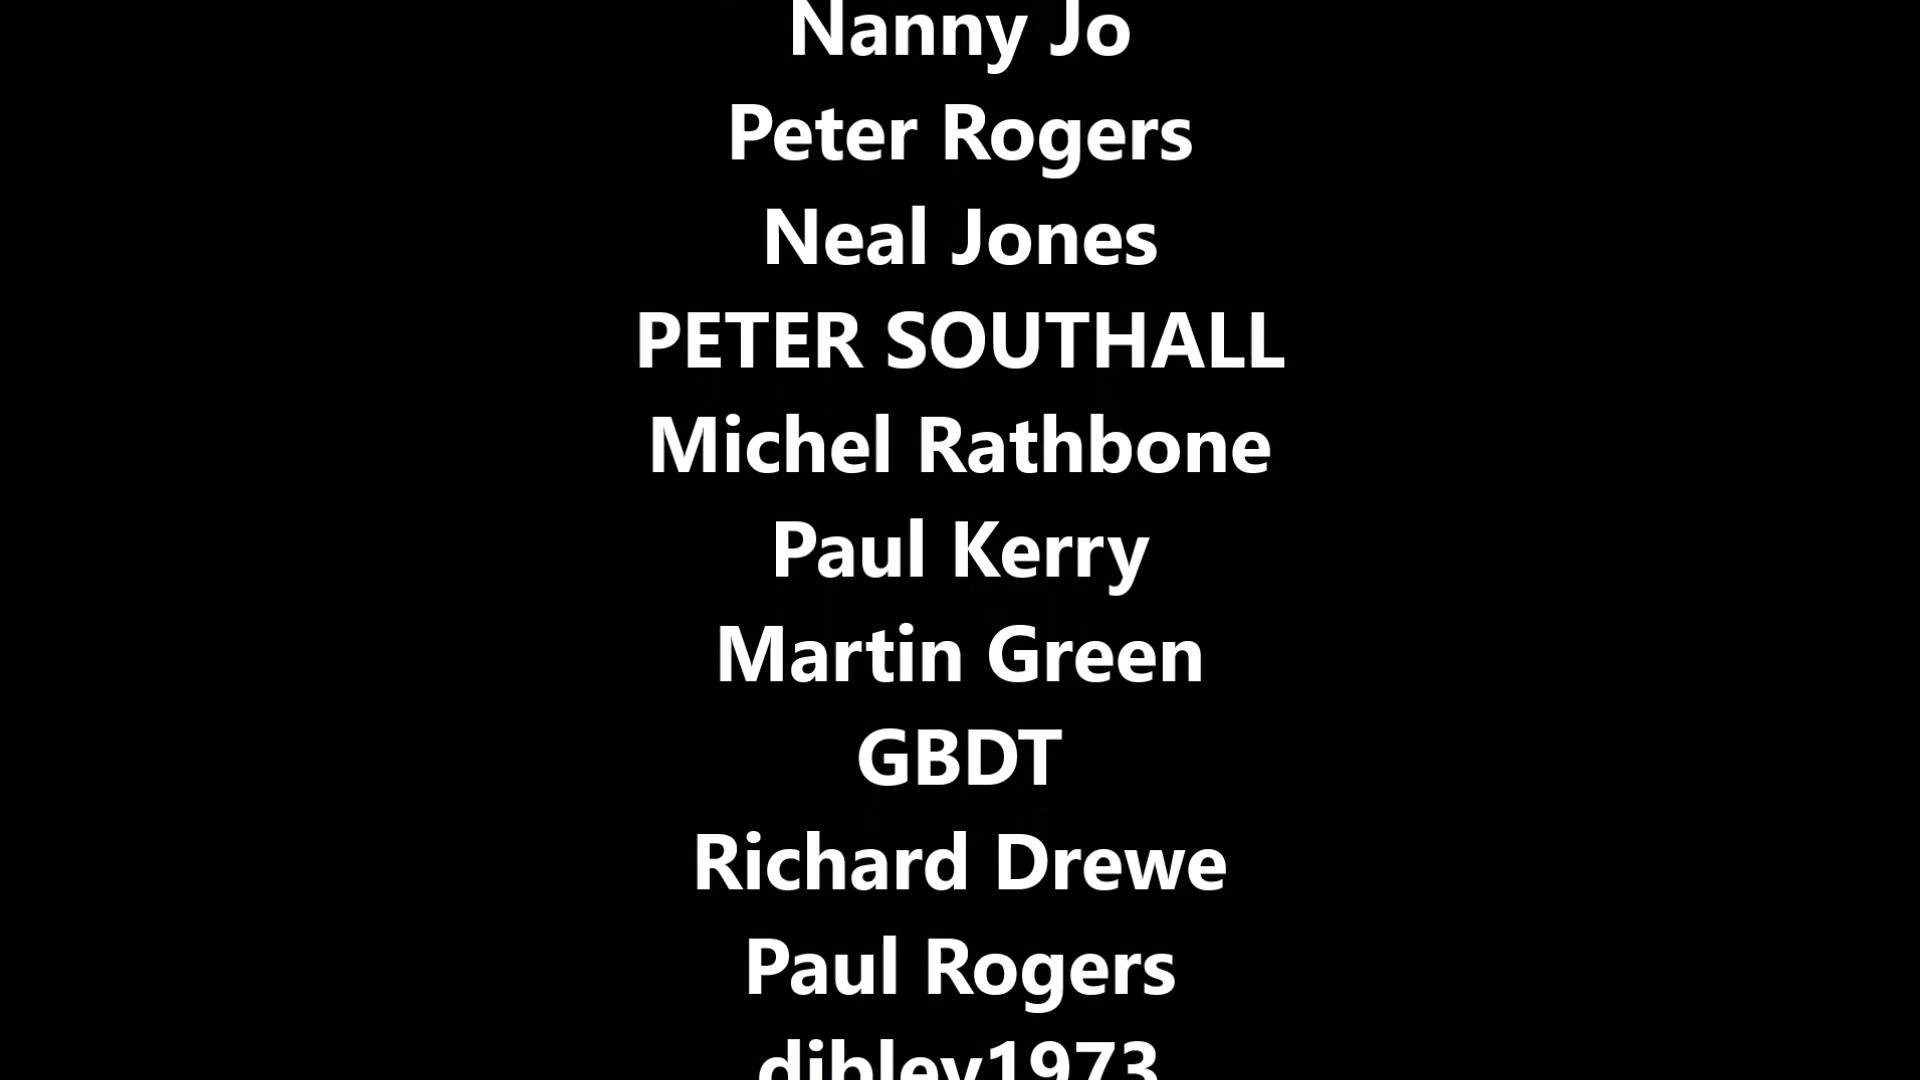 Nanny Jo
Peter Rogers
Neal Jones
PETER SOUTHALL
Michel Rathbone
Paul Kerry
Martin Green
GBDT
Richard Drewe
Paul Rogers
dibley1973